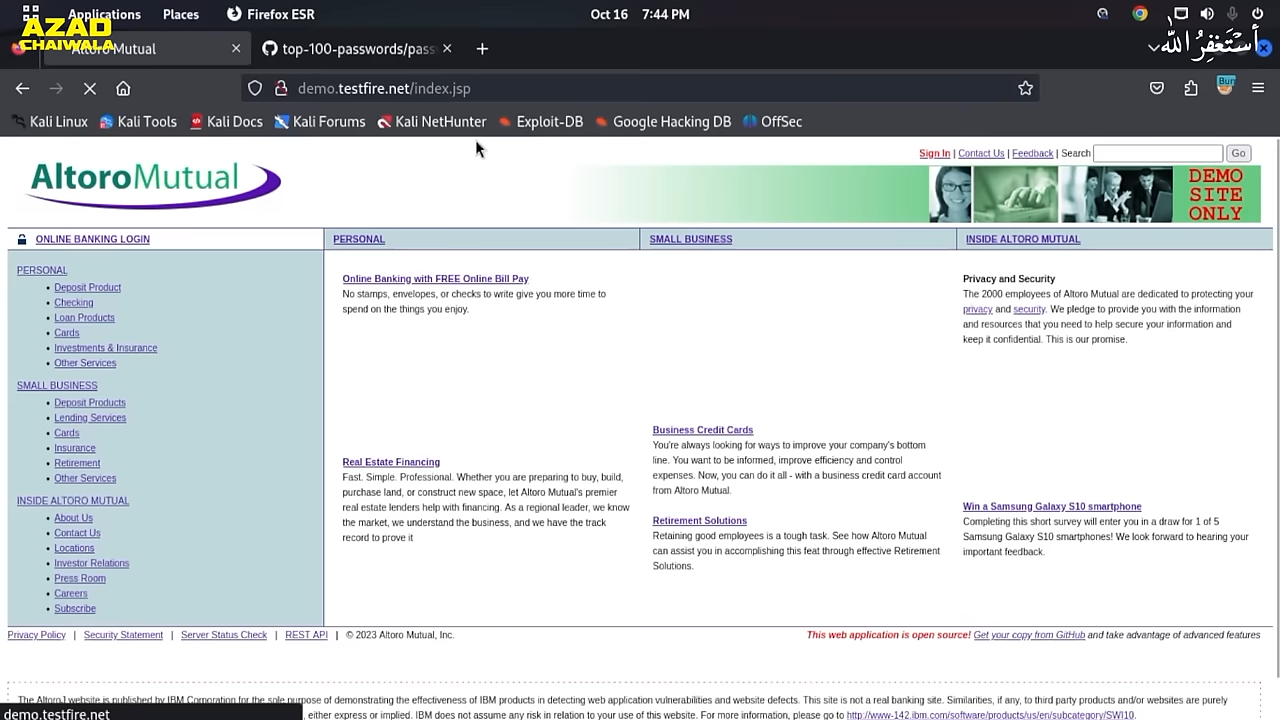 Applications Places Firefox ESR Oct 16 7:44 PM
AZAD
CHAIWALA
أستغفر الله
Altoro Mutual
top-100-passwords/pass
demo.testfire.net/index.jsp
Kali Linux Kali Tools Kali Docs Kali Forums Kali NetHunter Exploit-DB Google Hacking DB OffSec
Sign In | Contact Us | Feedback | Search Go
AltoroMutual
DEMO
SITE
ONLY
ONLINE BANKING LOGIN PERSONAL SMALL BUSINESS INSIDE ALTORO MUTUAL
PERSONAL
• Deposit Product
• Checking
• Loan Products
• Cards
• Investments & Insurance
• Other Services
SMALL BUSINESS
• Deposit Products
• Lending Services
• Cards
• Insurance
• Retirement
• Other Services
INSIDE ALTORO MUTUAL
• About Us
• Contact Us
• Locations
• Investor Relations
• Press Room
• Careers
• Subscribe
Online Banking with FREE Online Bill Pay
No stamps, envelopes, or checks to write give you more time to
spend on the things you enjoy.
Real Estate Financing
Fast. Simple. Professional. Whether you are preparing to buy, build,
purchase land, or construct new space, let Altoro Mutual's premier
real estate lenders help with financing. As a regional leader, we know
the market, we understand the business, and we have the track
record to prove it
Business Credit Cards
You're always looking for ways to improve your company's bottom
line. You want to be informed, improve efficiency and control
expenses. Now, you can do it all - with a business credit card account
from Altoro Mutual.
Retirement Solutions
Retaining good employees is a tough task. See how Altoro Mutual
can assist you in accomplishing this feat through effective Retirement
Solutions.
Privacy and Security
The 2000 employees of Altoro Mutual are dedicated to protecting your
privacy and security. We pledge to provide you with the information
and resources that you need to help secure your information and
keep it confidential. This is our promise.
Win a Samsung Galaxy S10 smartphone
Completing this short survey will enter you in a draw for 1 of 5
Samsung Galaxy S10 smartphones! We look forward to hearing your
important feedback.
Privacy Policy | Security Statement | Server Status Check | REST API | © 2023 Altoro Mutual, Inc.
This web application is open source! Get your copy from GitHub and take advantage of advanced features
The AltoroJ website is published by IBM Corporation for the sole purpose of demonstrating the effectiveness of IBM products in detecting web application vulnerabilities and website defects. This site is not a real banking site. Similarities, if any, to third party products and/or websites are purely
, either express or implied. IBM does not assume any risk in relation to your use of this website. For more information, please go to http://www-142.ibm.com/software/products/us/en/subcategory/SWI10.
demo.testfire.net